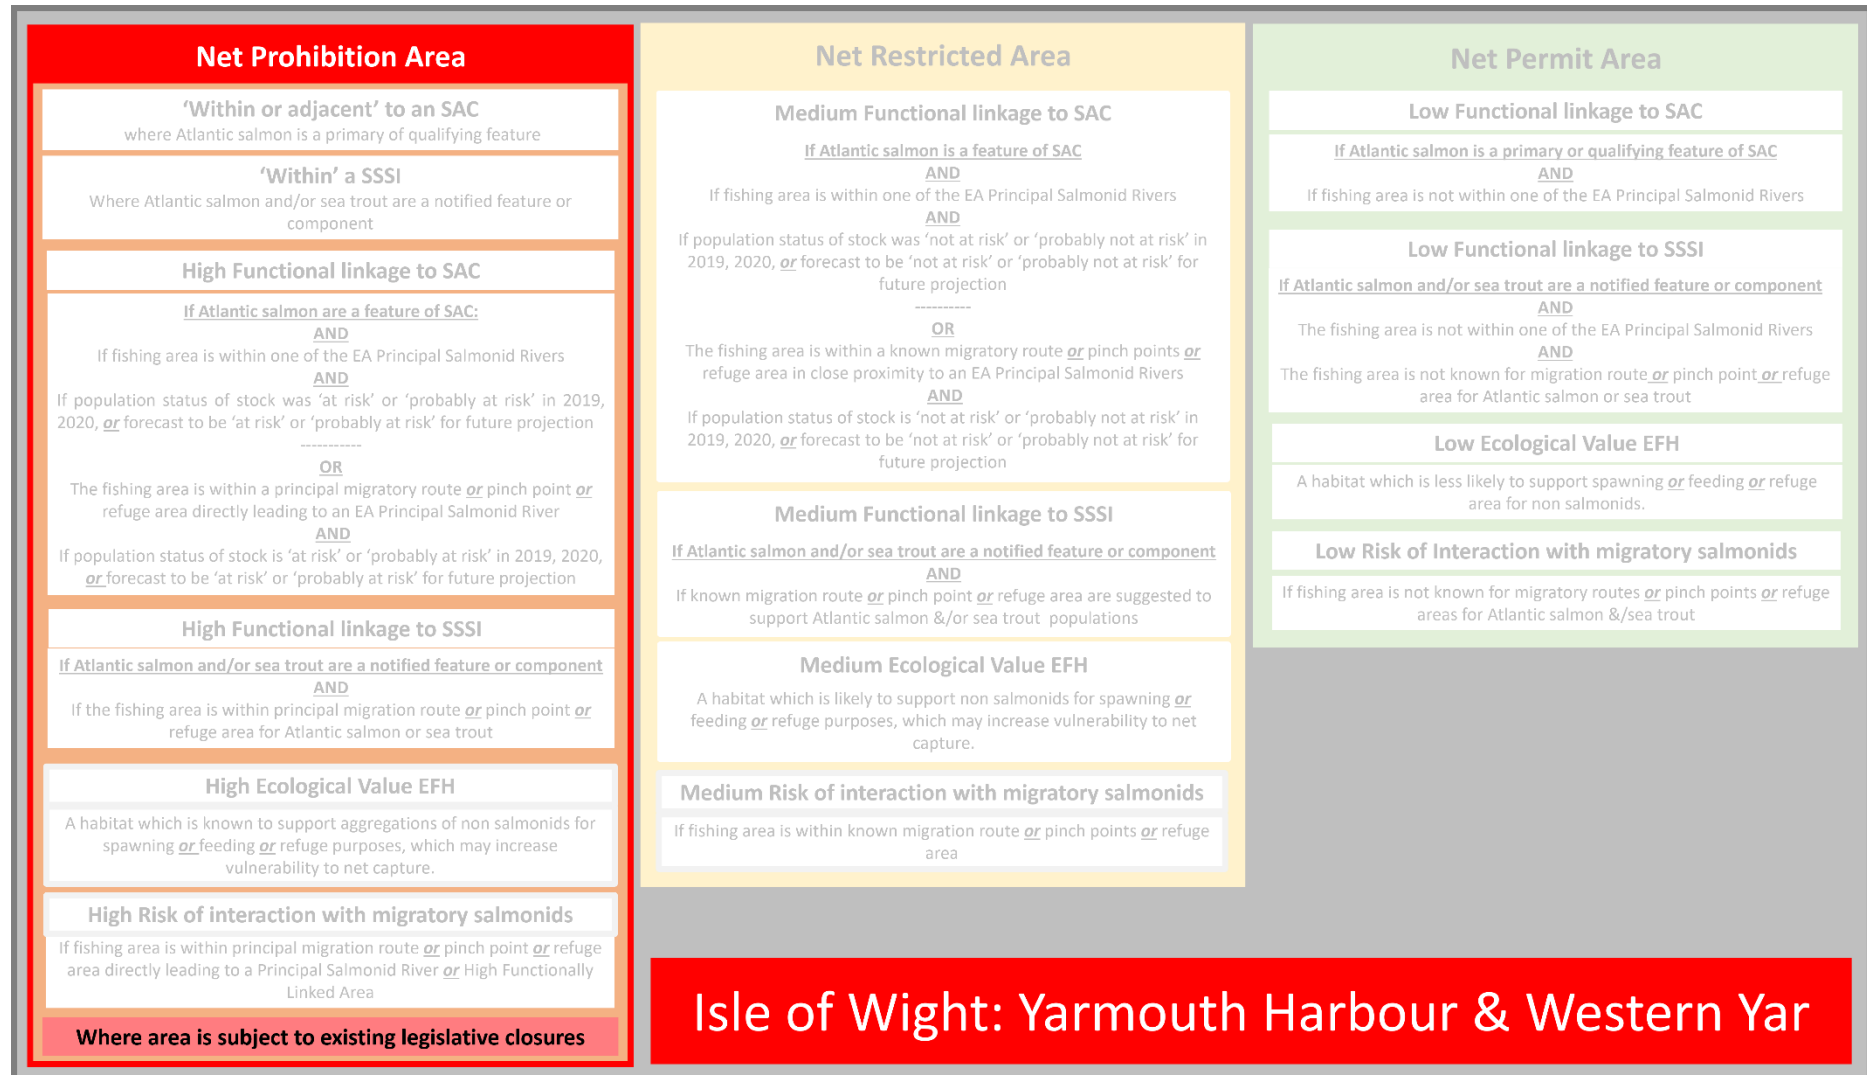 Net Prohibition Area
'Within or adjacent' to an SAC
where Atlantic salmon is a primary of qualifying feature
'Within' a SSSI
Where Atlantic salmon and/or sea trout are a notified feature or
component
High Functional linkage to SAC
If Atlantic salmon are a feature of SAC:
AND
If fishing area is within one of the EA Principal Salmonid Rivers
AND
If population status of stock was 'at risk' or 'probably at risk' in 2019,
2020, or forecast to be 'at risk' or 'probably at risk' for future projection
-----------
OR
The fishing area is within a principal migratory route or pinch point or
refuge area directly leading to an EA Principal Salmonid River
AND
If population status of stock is 'at risk' or 'probably at risk' in 2019, 2020,
or forecast to be 'at risk' or 'probably at risk' for future projection
High Functional linkage to SSSI
If Atlantic salmon and/or sea trout are a notified feature or component
AND
If the fishing area is within principal migration route or pinch point or
refuge area for Atlantic salmon or sea trout
High Ecological Value EFH
A habitat which is known to support aggregations of non salmonids for
spawning or feeding or refuge purposes, which may increase
vulnerability to net capture.
High Risk of interaction with migratory salmonids
If fishing area is within principal migration route or pinch point or refuge
area directly leading to a Principal Salmonid River or High Functionally
Linked Area
Where area is subject to existing legislative closures
Net Restricted Area
Medium Functional linkage to SAC
If Atlantic salmon is a feature of SAC
AND
If fishing area is within one of the EA Principal Salmonid Rivers
AND
If population status of stock was 'not at risk' or 'probably not at risk' in
2019, 2020, or forecast to be 'not at risk' or 'probably not at risk' for
future projection
----------
OR
The fishing area is within a known migratory route or pinch points or
refuge area in close proximity to an EA Principal Salmonid Rivers
AND
If population status of stock is 'not at risk' or 'probably not at risk' in
2019, 2020, or forecast to be 'not at risk' or 'probably not at risk' for
future projection
Medium Functional linkage to SSSI
If Atlantic salmon and/or sea trout are a notified feature or component
AND
If known migration route or pinch point or refuge area are suggested to
support Atlantic salmon &/or sea trout populations
Medium Ecological Value EFH
A habitat which is likely to support non salmonids for spawning or
feeding or refuge purposes, which may increase vulnerability to net
capture.
Medium Risk of interaction with migratory salmonids
If fishing area is within known migration route or pinch points or refuge
area
Net Permit Area
Low Functional linkage to SAC
If Atlantic salmon is a primary or qualifying feature of SAC
AND
If fishing area is not within one of the EA Principal Salmonid Rivers
Low Functional linkage to SSSI
If Atlantic salmon and/or sea trout are a notified feature or component
AND
The fishing area is not within one of the EA Principal Salmonid Rivers
AND
The fishing area is not known for migration route or pinch point or refuge
area for Atlantic salmon or sea trout
Low Ecological Value EFH
A habitat which is less likely to support spawning or feeding or refuge
area for non salmonids.
Low Risk of Interaction with migratory salmonids
If fishing area is not known for migratory routes or pinch points or refuge
areas for Atlantic salmon &/sea trout
Isle of Wight: Yarmouth Harbour & Western Yar